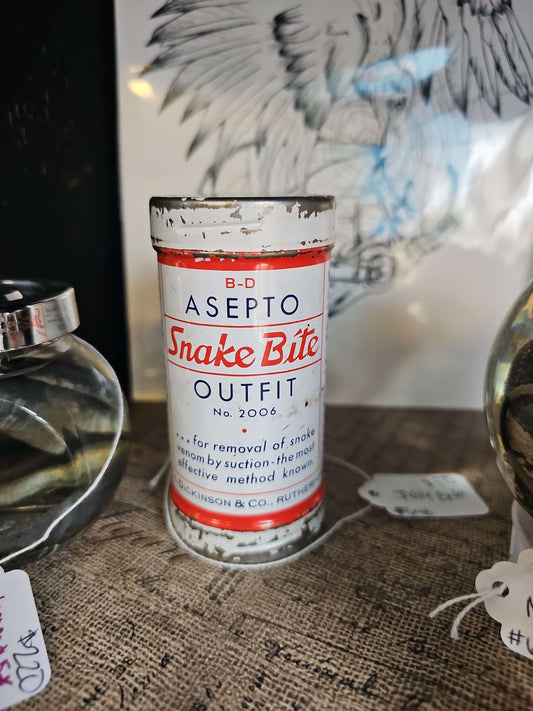 B-D
ASEPTO
Snake Bite
OUTFIT
No. 2006
...for removal of snake
venom by suction-the most
effective method known.
DICKINSON & CO., RUTHER
$220